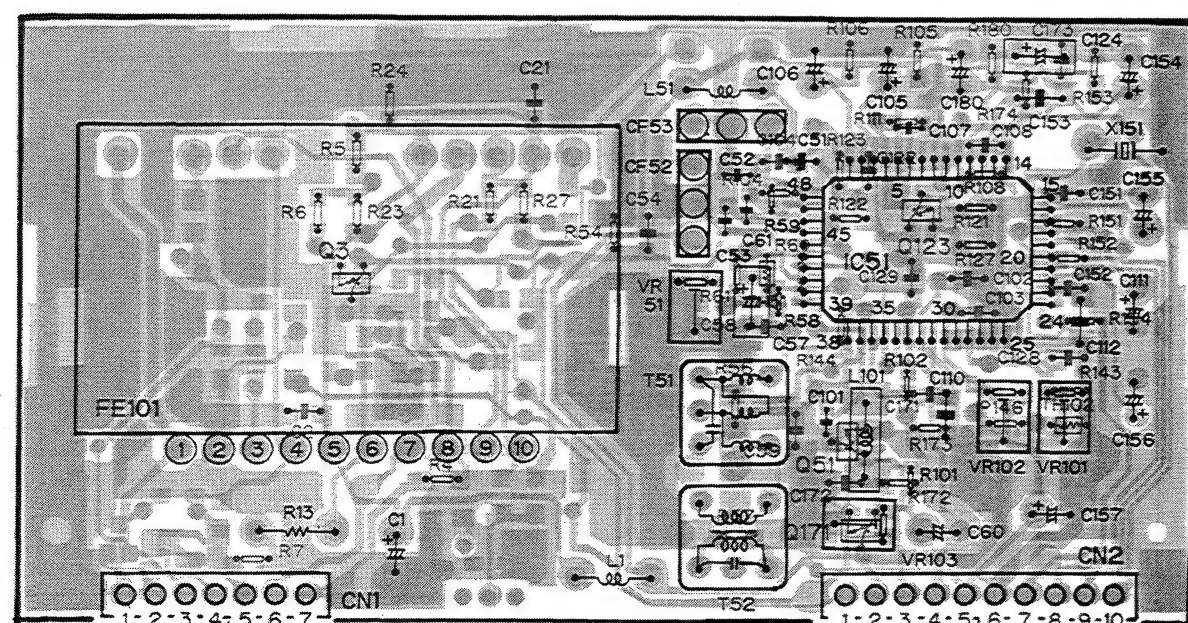 R106 R105 R180 C173 C124 C154
R24 C21 C106 C105 C180 R174 C153 R153
L51 R111 C107 C108 X151
CF53
R5 CF52 C52 C51 R123 14
48 5 10 15 C151 C155
R6 R23 R21 R27 C54 R59 R122 R108 R121 R151
R54 C61 45 Q123 R152
Q3 C53 IC51 R127 20
VR
51
C129 C102 C152 C111
C103
C58 R58 39 35 30 24
C57 38 25 C112
T51 R144 R102 C128 R143
L101 C110
FE101 C101 C171 R146
R173 C156
1 2 3 4 5 6 7 8 9 10
Q51 R101 VR102 VR101
C172 R172
R13 C1 Q171 C60 C157
R7 VR103
L1 CN2
CN1 T52
1-2-3-4-5-6-7
1-2-3-4-5-6-7-8-9-10